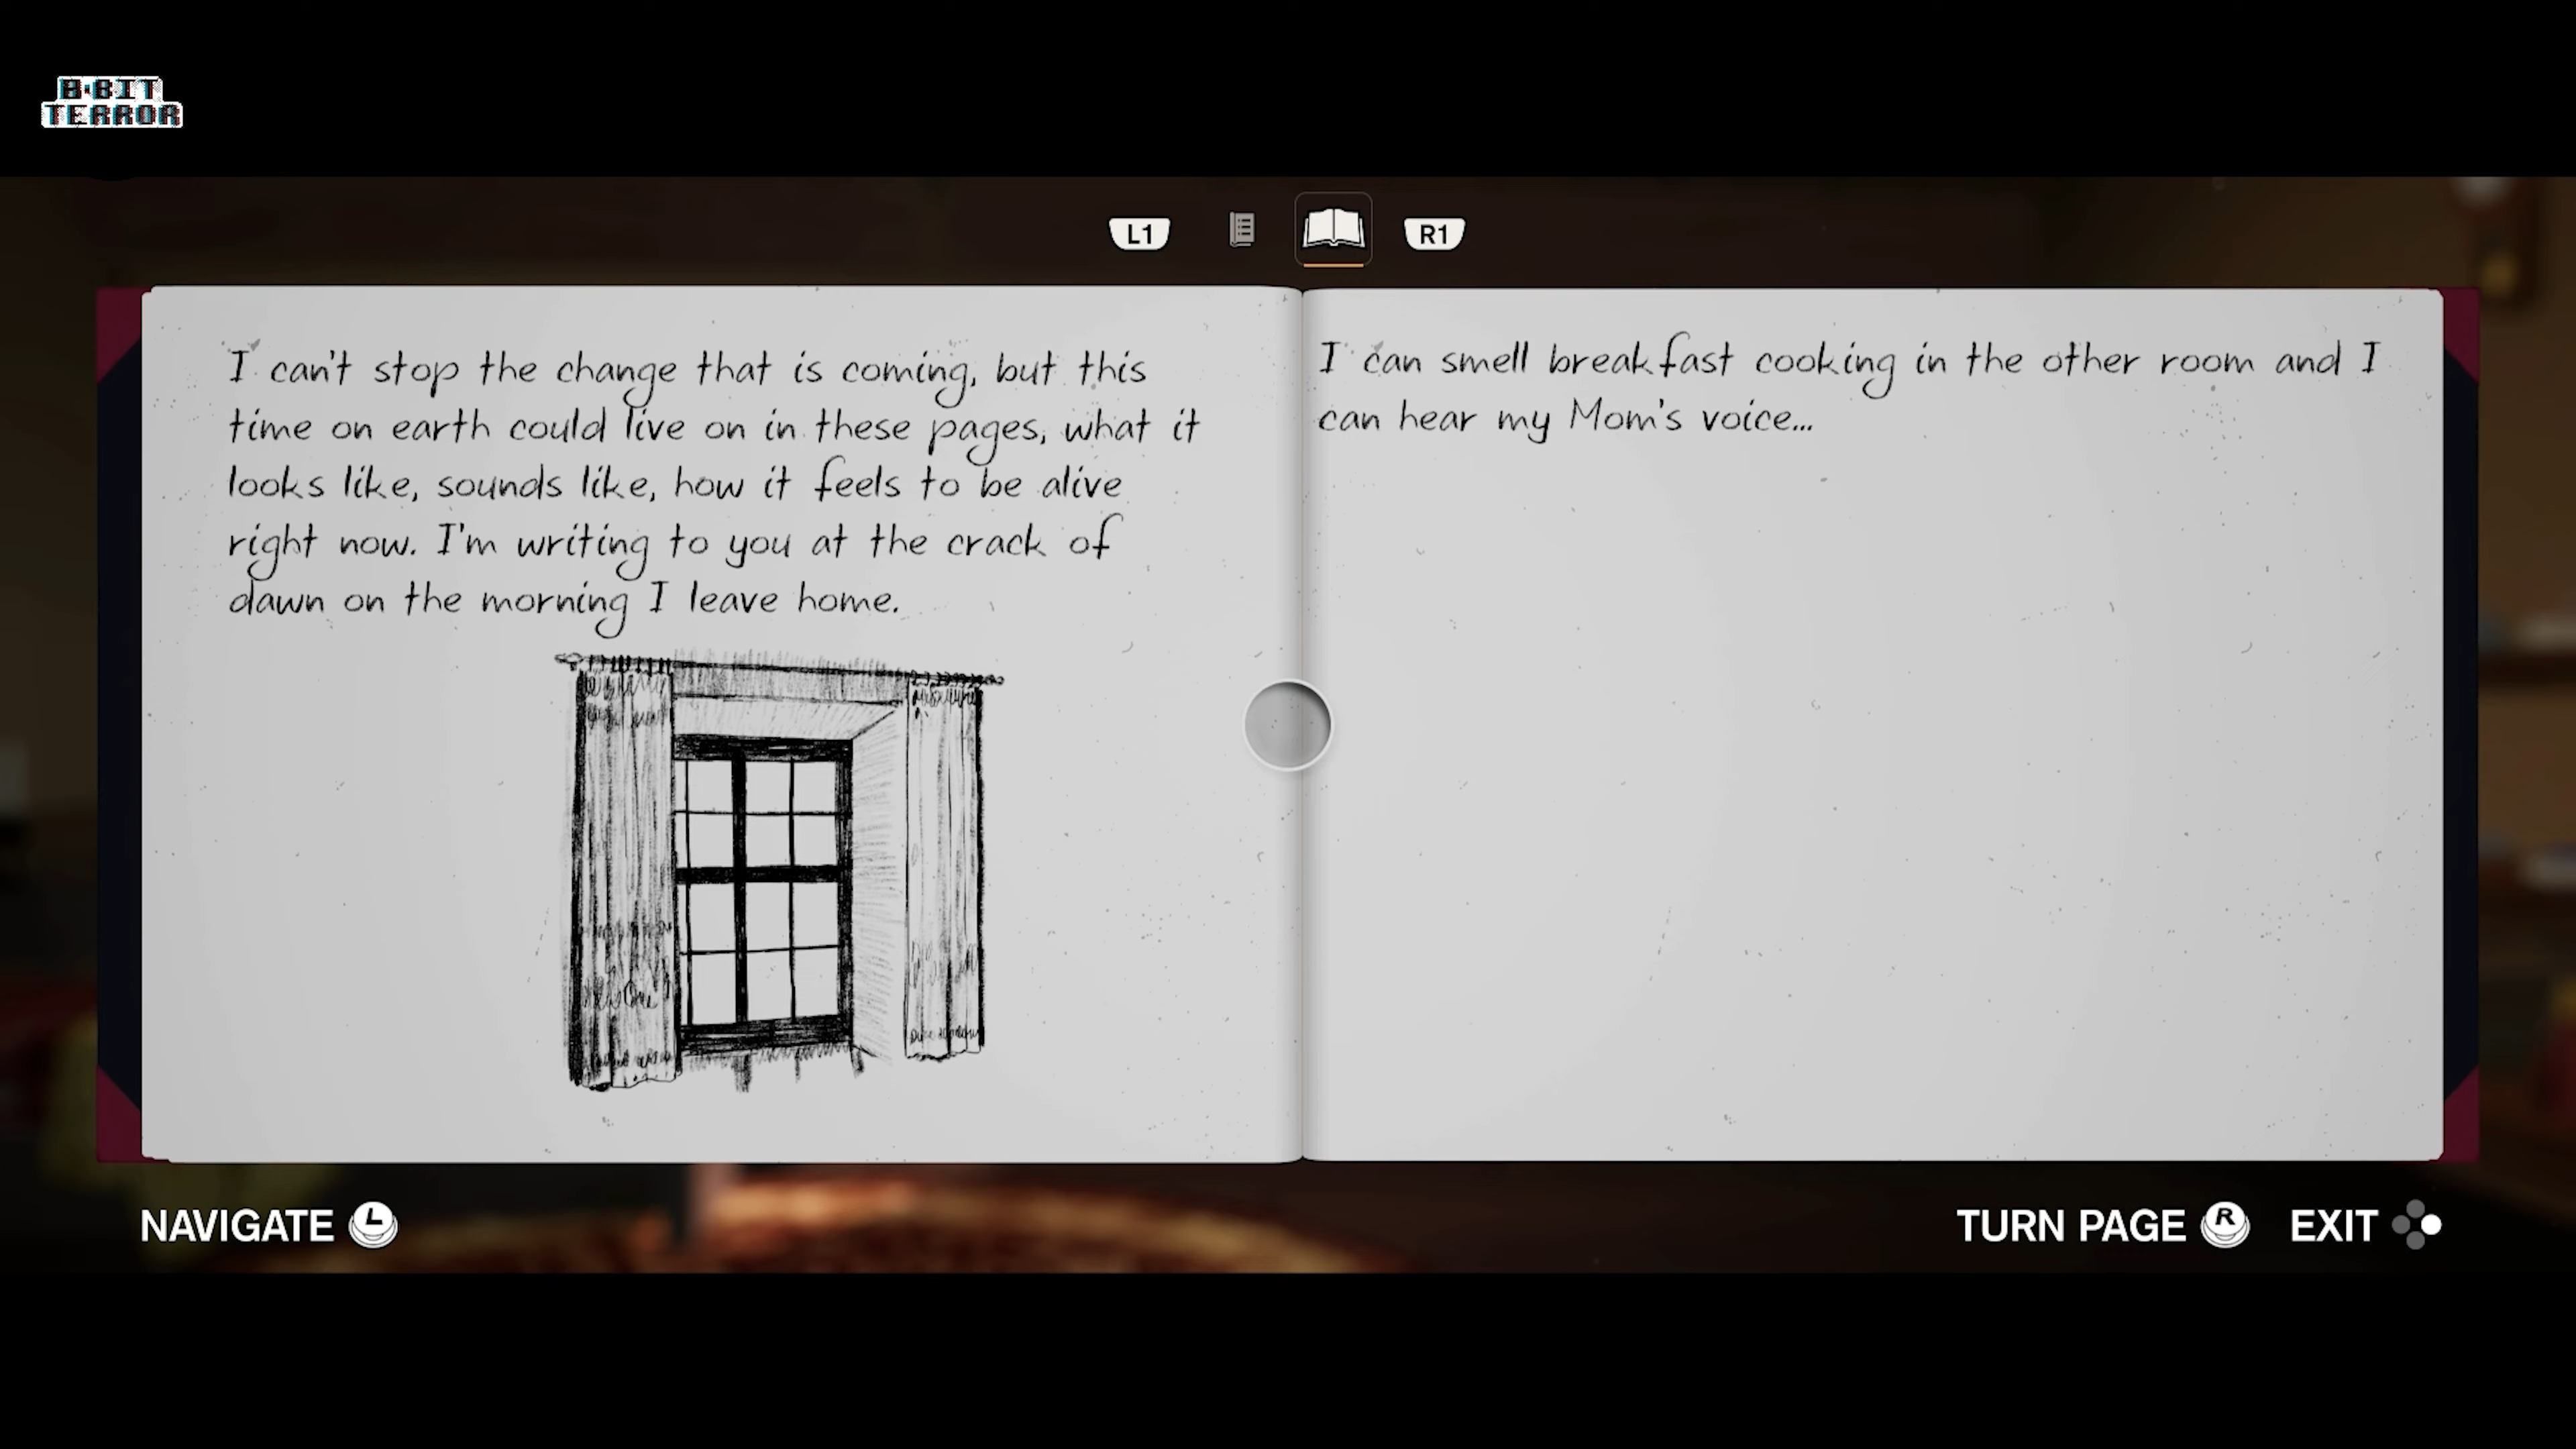 8·BIT
TERROR
L1
R1
I can't stop the change that is coming, but this
time on earth could live on in these pages, what it
looks like, sounds like, how it feels to be alive
right now. I'm writing to you at the crack of
dawn on the morning I leave home.
I can smell breakfast cooking in the other room and I
can hear my Mom's voice...
NAVIGATE L
TURN PAGE R
EXIT